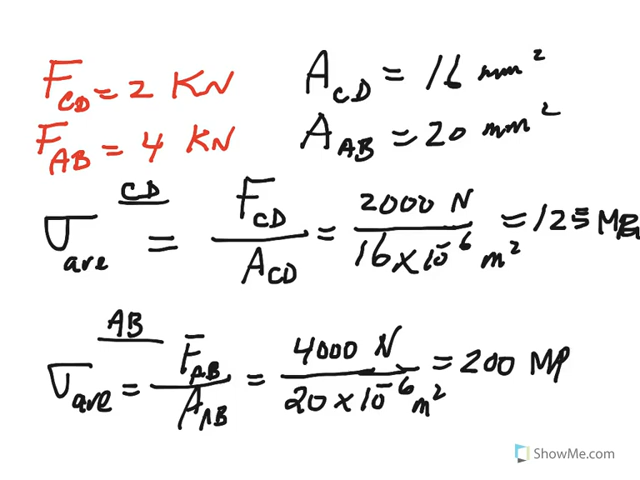 F_CD = 2 KN
A_CD = 16 mm²
F_AB = 4 KN
A_AB = 20 mm²
CD
σ_ave = F_CD / A_CD = 2000 N / 16 × 10⁻⁶ m² = 125 MPa
AB
σ_ave = F_AB / A_AB = 4000 N / 20 × 10⁻⁶ m² = 200 MP
ShowMe.com